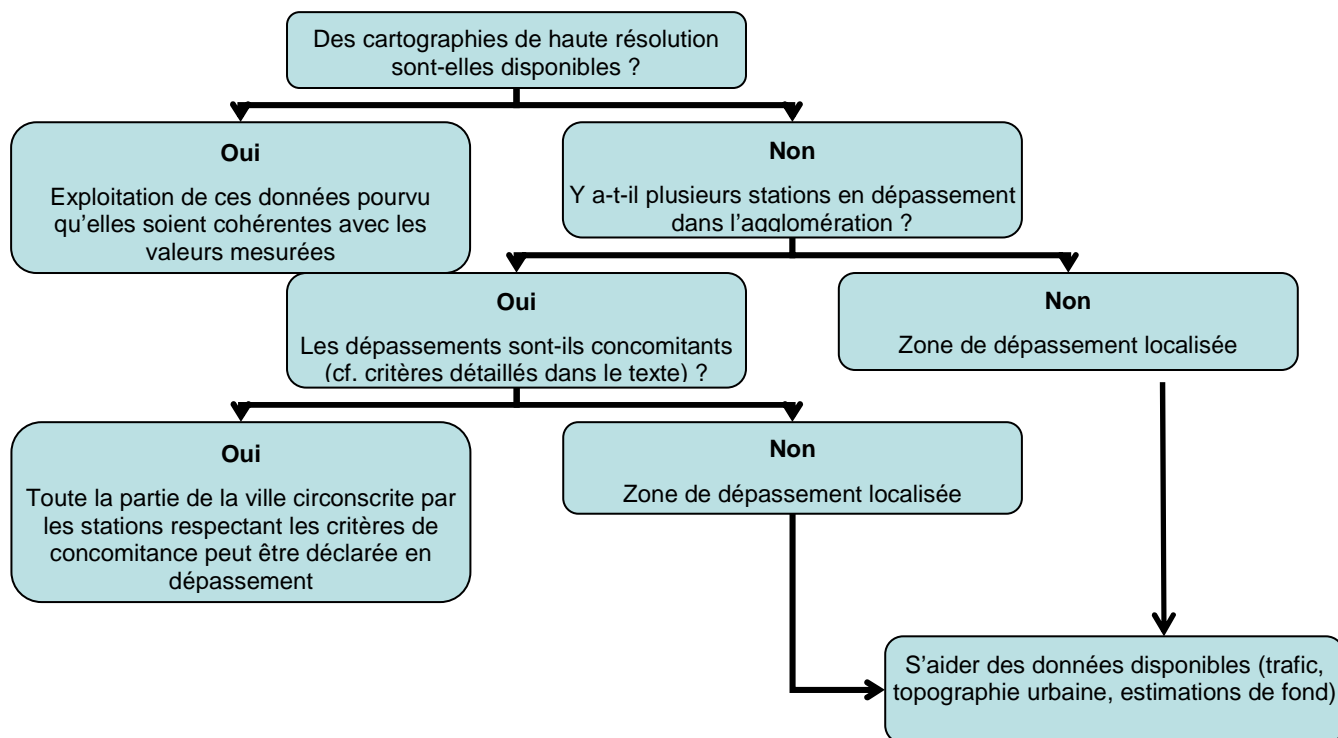 Des cartographies de haute résolution
sont-elles disponibles ?
Oui
Exploitation de ces données pourvu
qu’elles soient cohérentes avec les
valeurs mesurées
Non
Y a-t-il plusieurs stations en dépassement
dans l’agglomération ?
Oui
Les dépassements sont-ils concomitants
(cf. critères détaillés dans le texte) ?
Non
Zone de dépassement localisée
Oui
Toute la partie de la ville circonscrite par
les stations respectant les critères de
concomitance peut être déclarée en
dépassement
Non
Zone de dépassement localisée
S’aider des données disponibles (trafic,
topographie urbaine, estimations de fond)